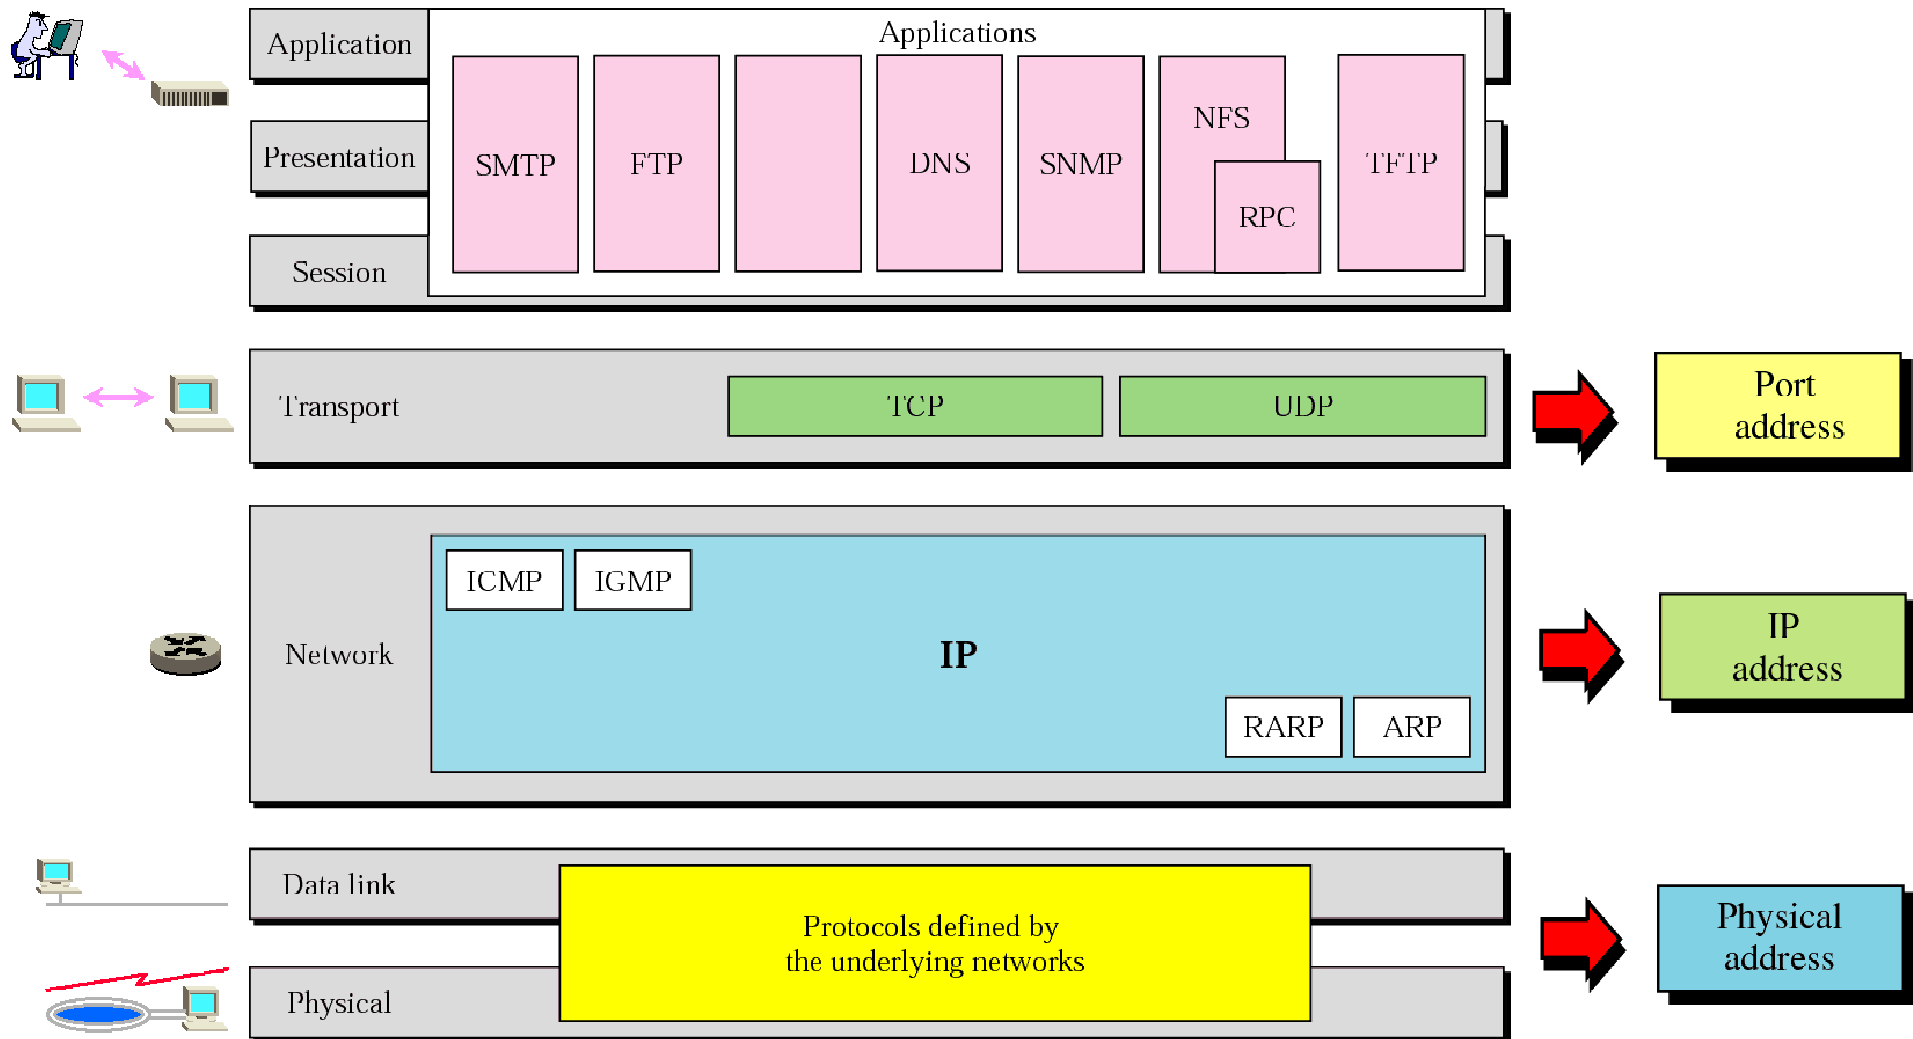 Application
Applications
SMTP
FTP
DNS
SNMP
NFS
RPC
TFTP
Presentation
Session
Transport
TCP
UDP
Port
address
Network
ICMP
IGMP
IP
RARP
ARP
IP
address
Data link
Protocols defined by
the underlying networks
Physical
Physical
address